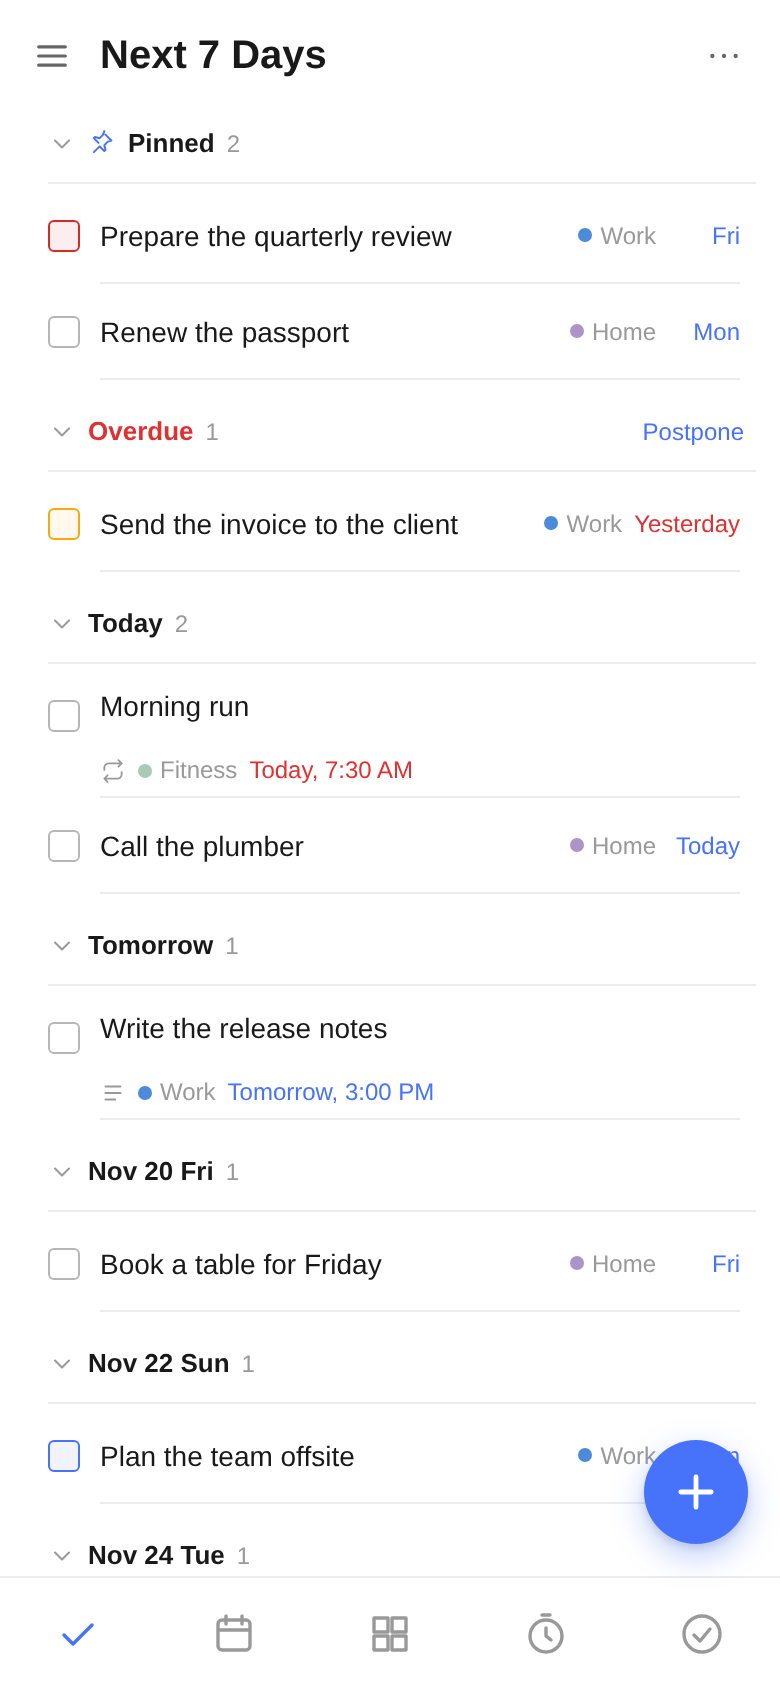 Next 7 Days
Pinned 2
Prepare the quarterly review Work Fri
Renew the passport Home Mon
Overdue 1 Postpone
Send the invoice to the client Work Yesterday
Today 2
Morning run
Fitness Today, 7:30 AM
Call the plumber Home Today
Tomorrow 1
Write the release notes
Work Tomorrow, 3:00 PM
Nov 20 Fri 1
Book a table for Friday Home Fri
Nov 22 Sun 1
Plan the team offsite Work
Nov 24 Tue 1